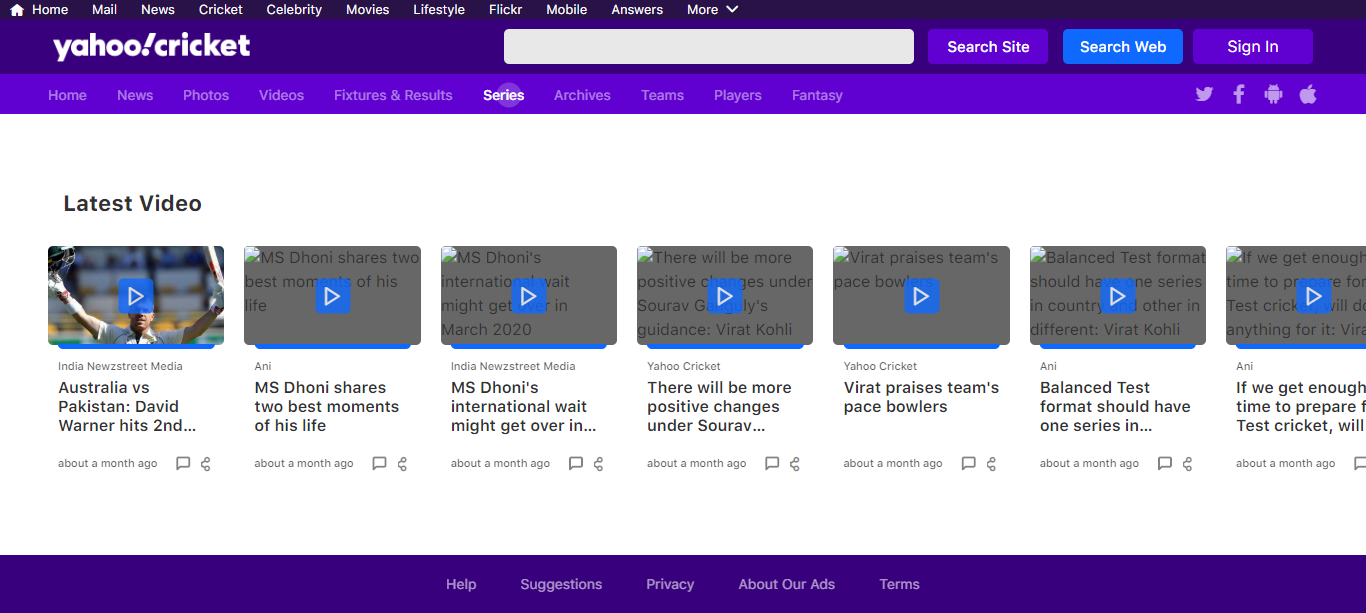 Home Mail News Cricket Celebrity Movies Lifestyle Flickr Mobile Answers More
yahoo!cricket
Search Site Search Web Sign In
Home News Photos Videos Fixtures & Results Series Archives Teams Players Fantasy
Latest Video
MS Dhoni shares two
best moments of his
life
MS Dhoni's
international wait
might get over in
March 2020
There will be more
positive changes under
Sourav Ganguly's
guidance: Virat Kohli
Virat praises team's
pace bowlers
Balanced Test format
should have one series
in country and other in
different: Virat Kohli
If we get enough
time to prepare for
Test cricket, will do
anything for it: Virat
India Newzstreet Media
Australia vs
Pakistan: David
Warner hits 2nd...
about a month ago
Ani
MS Dhoni shares
two best moments
of his life
about a month ago
India Newzstreet Media
MS Dhoni's
international wait
might get over in...
about a month ago
Yahoo Cricket
There will be more
positive changes
under Sourav...
about a month ago
Yahoo Cricket
Virat praises team's
pace bowlers
about a month ago
Ani
Balanced Test
format should have
one series in...
about a month ago
Ani
If we get enough
time to prepare f
Test cricket, will
about a month ago
Help Suggestions Privacy About Our Ads Terms